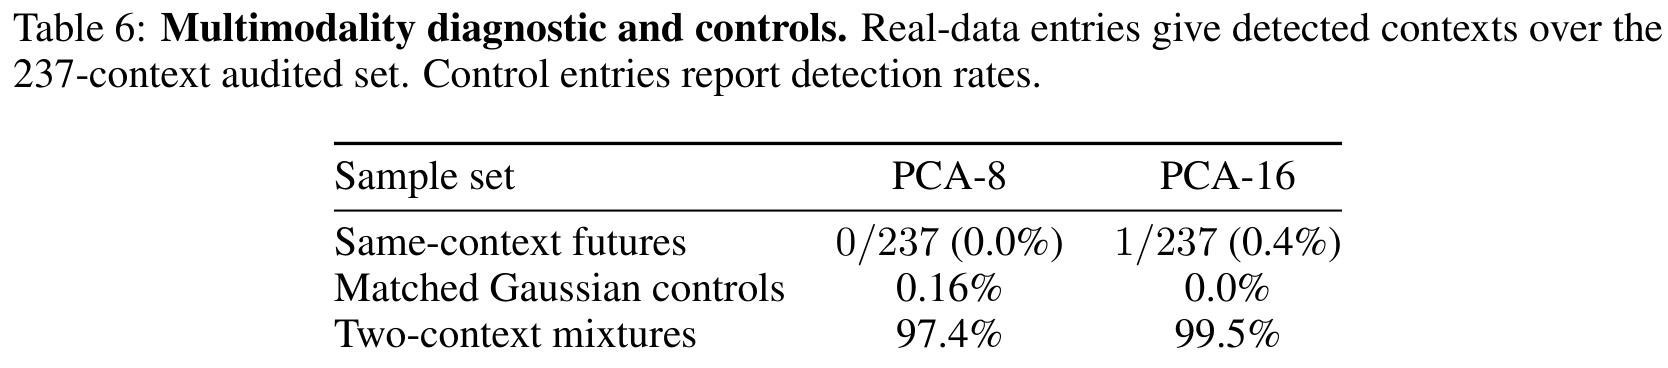 Table 6: Multimodality diagnostic and controls. Real-data entries give detected contexts over the
237-context audited set. Control entries report detection rates.
Sample set PCA-8 PCA-16
Same-context futures 0/237 (0.0%) 1/237 (0.4%)
Matched Gaussian controls 0.16% 0.0%
Two-context mixtures 97.4% 99.5%